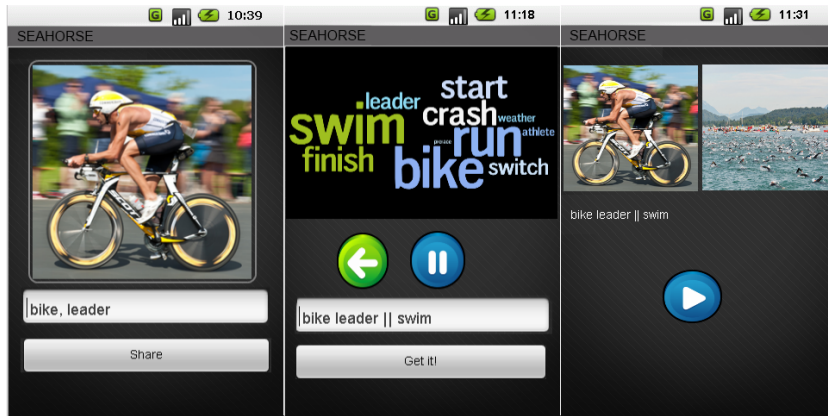 10:39
SEAHORSE
bike, leader
Share
11:18
SEAHORSE
start
leader
crash
weather
swim
run
athlete
finish
bike
switch
bike leader || swim
Get it!
11:31
SEAHORSE
bike leader || swim